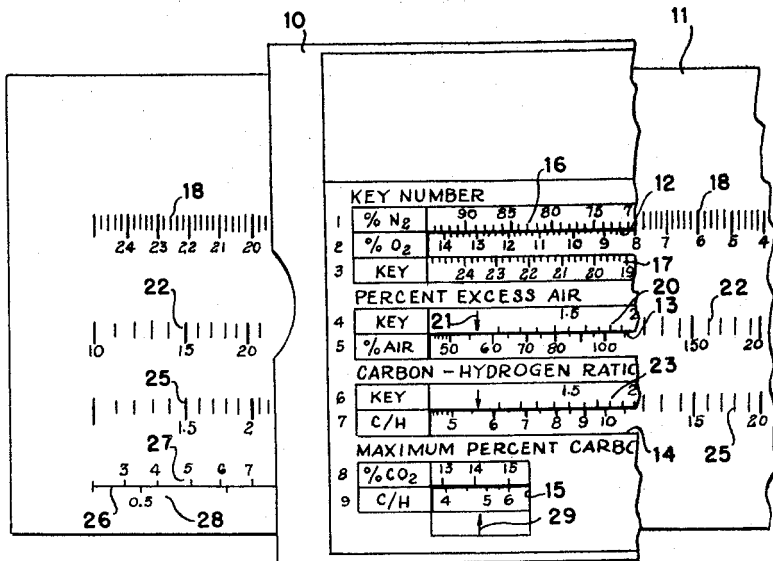 10
11
16
12
18
18
KEY NUMBER
1 % N2 90 85 80 75 7
24 23 22 21 20
2 % O2 14 13 12 11 10 9 8 7 6 5 4
3 KEY 24 23 22 21 20 19
17
20
PERCENT EXCESS AIR
13
22
21
22
4 KEY 1.5 2
10 15 20
5 % AIR 50 60 80 100 150 20
CARBON - HYDROGEN RATIO
23
25
6 KEY 1.5 2
1.5 2
7 C/H 5 6 7 8 9 10 15 20
25
14
27
MAXIMUM PERCENT CARBO
3 4 5 6 7
8 % CO2 13 14 15
0.5
9 C/H 4 5 6
15
26
28
29